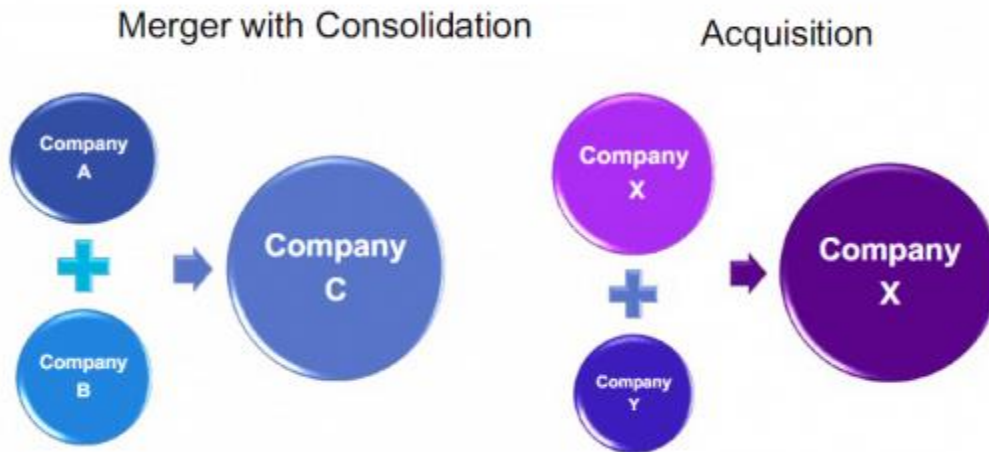 Merger with Consolidation
Company
A
Company
B
Company
C
Acquisition
Company
X
Company
Y
Company
X